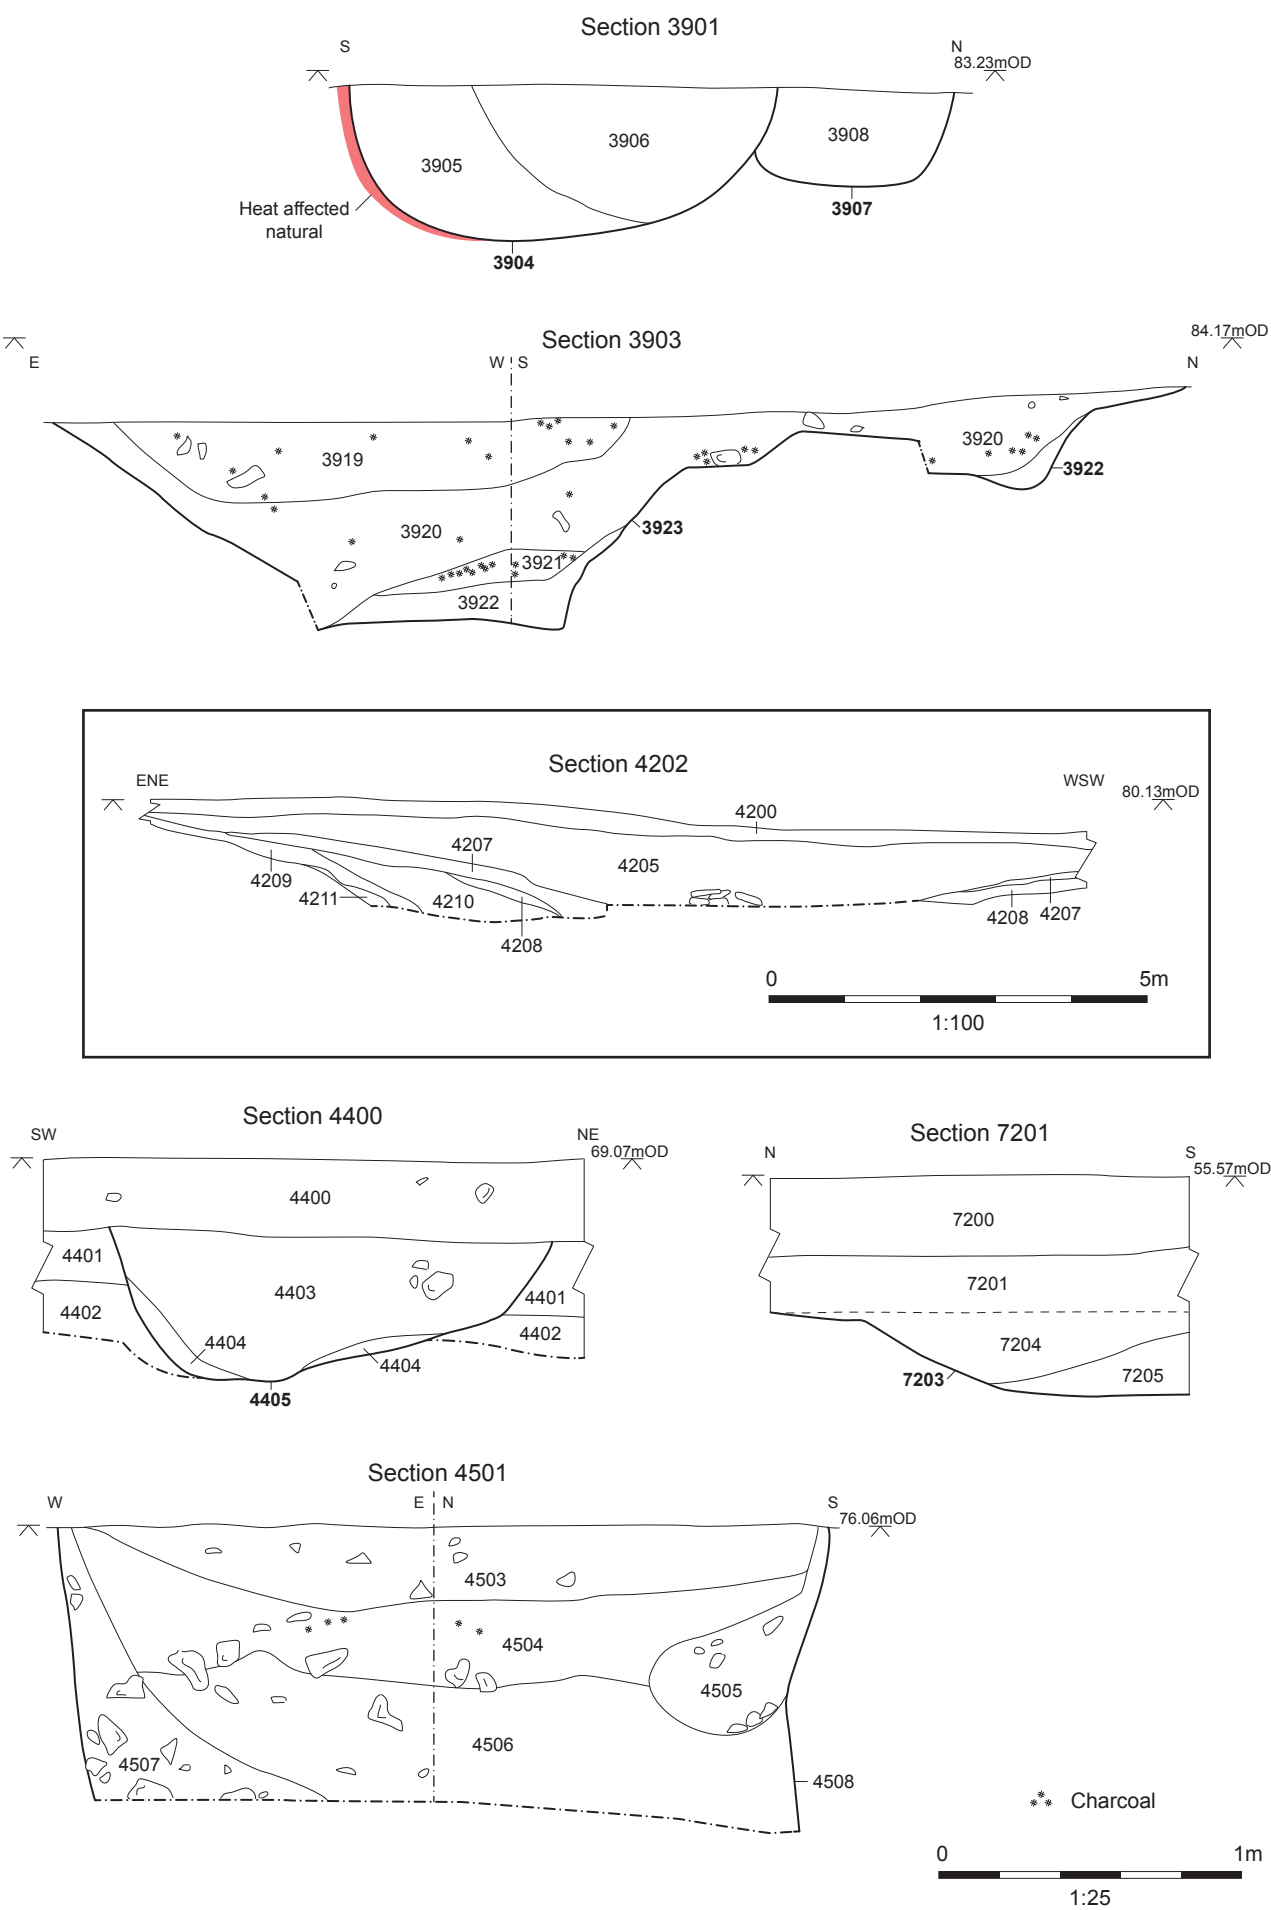 Section 3901
S
N
83.23mOD
3906
3908
3905
Heat affected
natural
3907
3904
Section 3903
84.17mOD
E
W S
N
3919
3920
3922
3920
3923
3921
3922
Section 4202
ENE
WSW
80.13mOD
4200
4207
4205
4209
4211
4210
4208
4208
4207
0
5m
1:100
Section 4400
SW
NE
69.07mOD
4400
4401
4403
4401
4402
4402
4404
4404
4405
Section 7201
N
S
55.57mOD
7200
7201
7204
7203
7205
Section 4501
W
E N
S
76.06mOD
4503
4504
4505
4506
4507
4508
Charcoal
0
1m
1:25